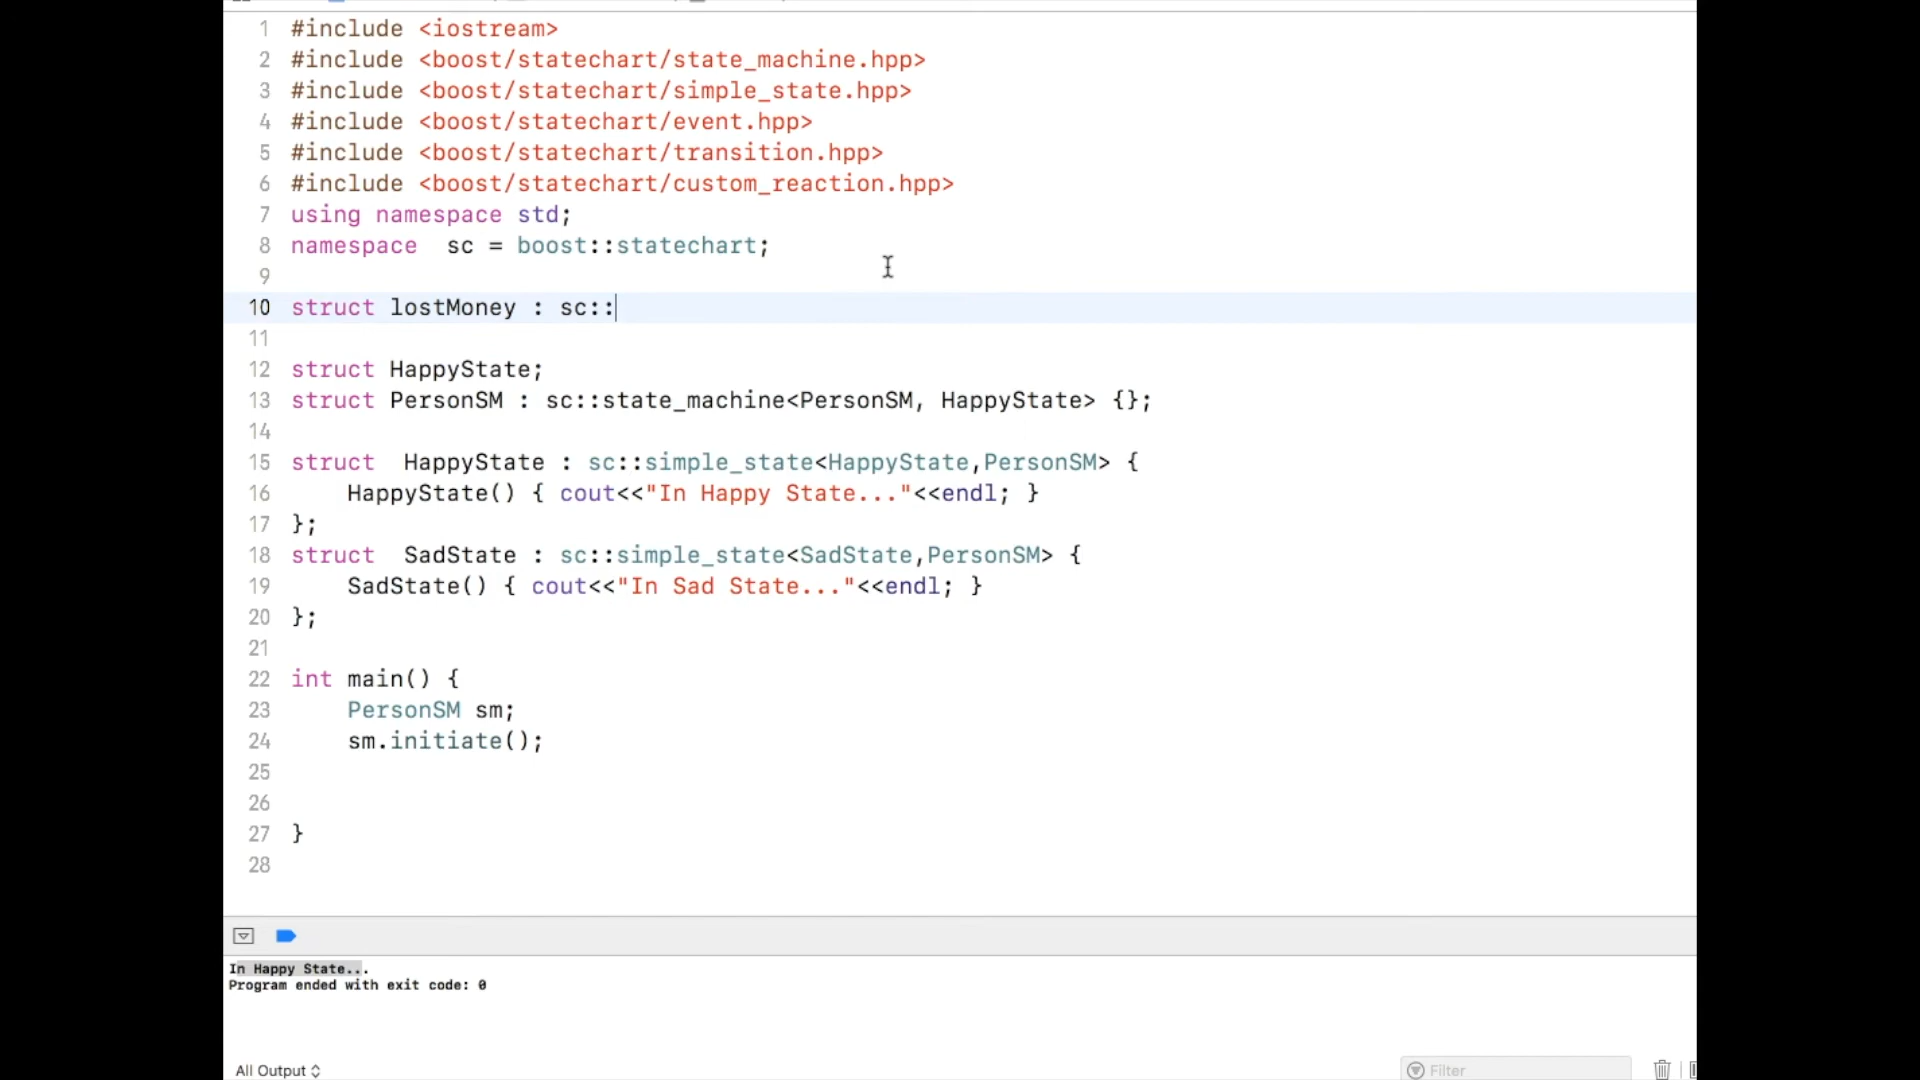 1 #include <iostream>
2 #include <boost/statechart/state_machine.hpp>
3 #include <boost/statechart/simple_state.hpp>
4 #include <boost/statechart/event.hpp>
5 #include <boost/statechart/transition.hpp>
6 #include <boost/statechart/custom_reaction.hpp>
7 using namespace std;
8 namespace  sc = boost::statechart;
9
10 struct lostMoney : sc::
11
12 struct HappyState;
13 struct PersonSM : sc::state_machine<PersonSM, HappyState> {};
14
15 struct  HappyState : sc::simple_state<HappyState,PersonSM> {
16     HappyState() { cout<<"In Happy State..."<<endl; }
17 };
18 struct  SadState : sc::simple_state<SadState,PersonSM> {
19     SadState() { cout<<"In Sad State..."<<endl; }
20 };
21
22 int main() {
23     PersonSM sm;
24     sm.initiate();
25
26
27 }
28
In Happy State...
Program ended with exit code: 0
All Output
Filter